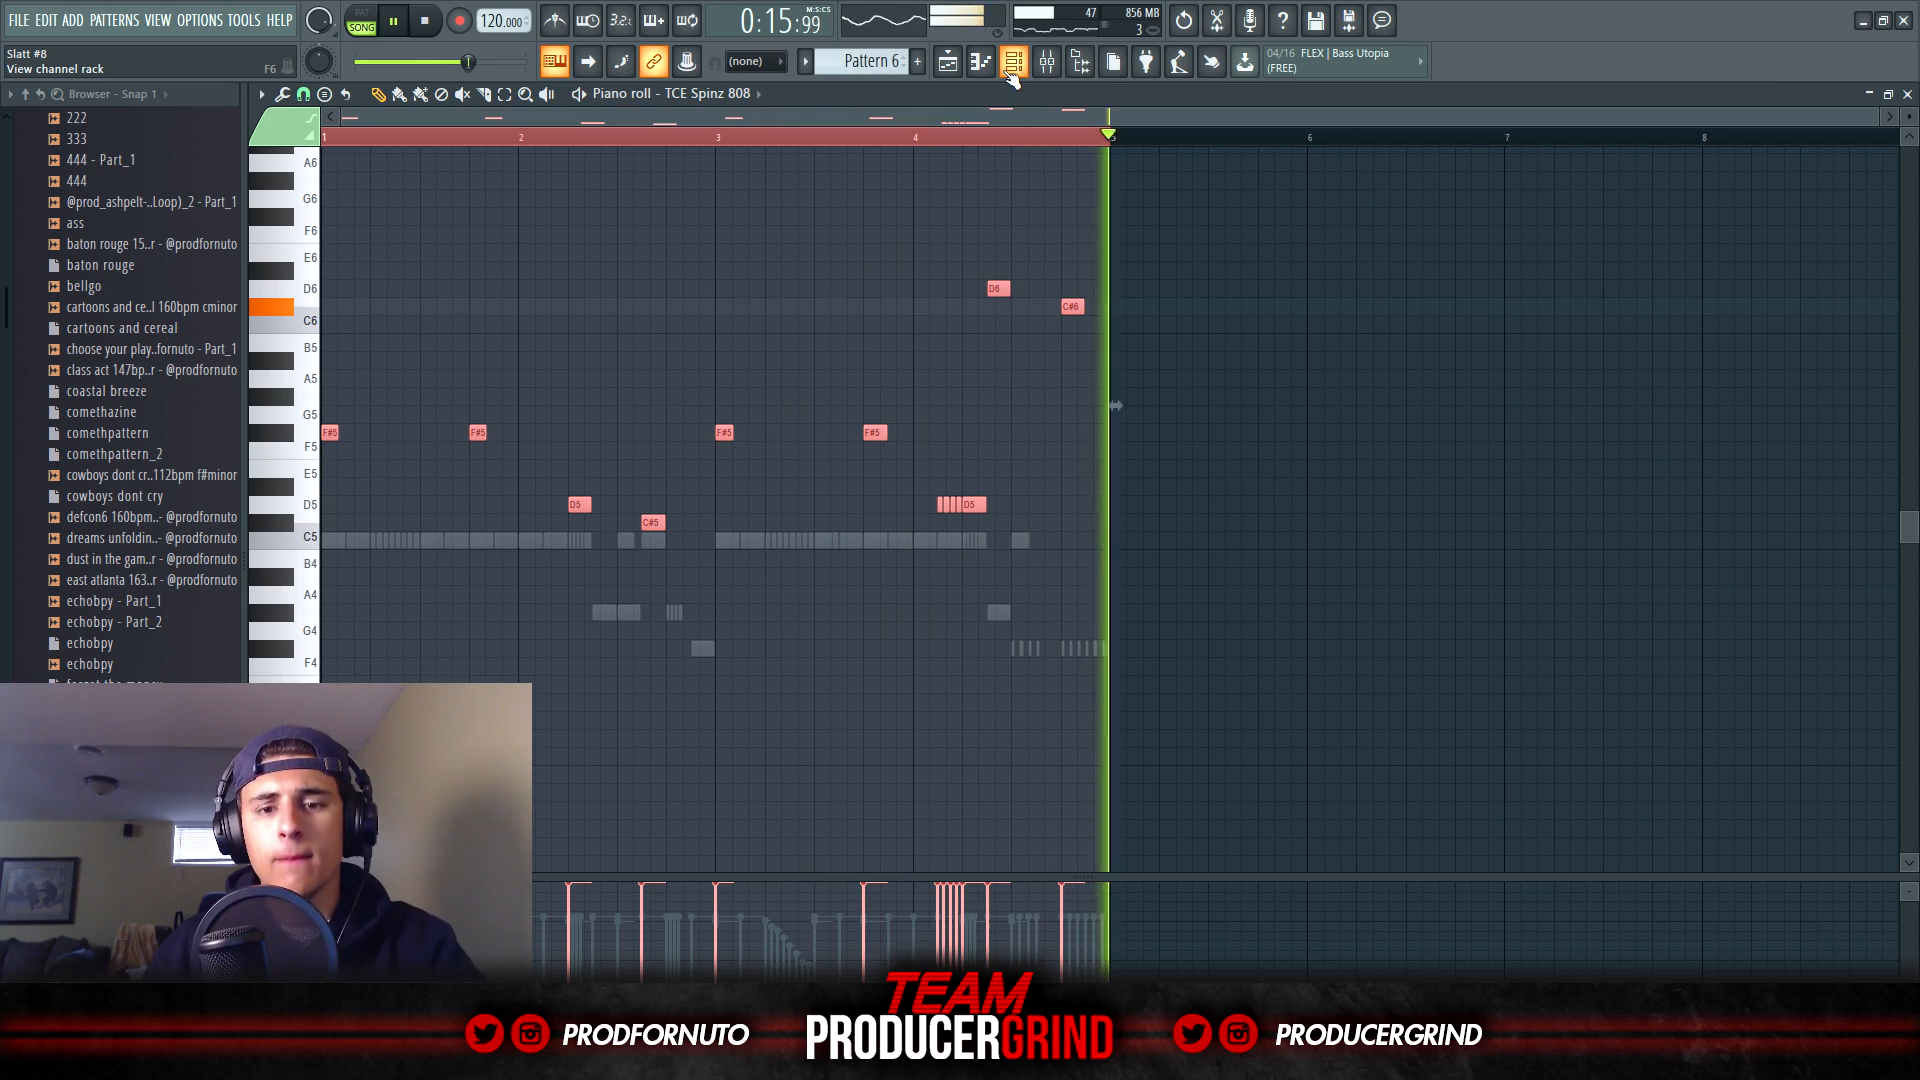 FILE EDIT ADD PATTERNS VIEW OPTIONS TOOLS HELP
PAT
SONG
120.000
3.2:
0:15:99
M:S:CS
47
856 MB
3
Slatt #8
View channel rack
F6
(none)
Pattern 6
04/16 FLEX | Bass Utopia
(FREE)
Browser - Snap 1
Piano roll - TCE Spinz 808
1
2
3
4
5
6
7
8
222
333
444 - Part_1
444
@prod_ashpelt-..Loop)_2 - Part_1
ass
baton rouge 15..r - @prodfornuto
baton rouge
bellgo
cartoons and ce..l 160bpm cminor
cartoons and cereal
choose your play..fornuto - Part_1
class act 147bp..r - @prodfornuto
coastal breeze
comethazine
comethpattern
comethpattern_2
cowboys dont cr..112bpm f#minor
cowboys dont cry
defcon6 160bpm..- @prodfornuto
dreams unfoldin..- @prodfornuto
dust in the gam..r - @prodfornuto
east atlanta 163..r - @prodfornuto
echobpy - Part_1
echobpy - Part_2
echobpy
echobpy
A6
G6
F6
E6
D6
C6
B5
A5
G5
F5
E5
D5
C5
B4
A4
G4
F4
D6
C#6
F#5
F#5
F#5
F#5
D5
D5
C#5
PRODFORNUTO
TEAM
PRODUCERGRIND
PRODUCERGRIND